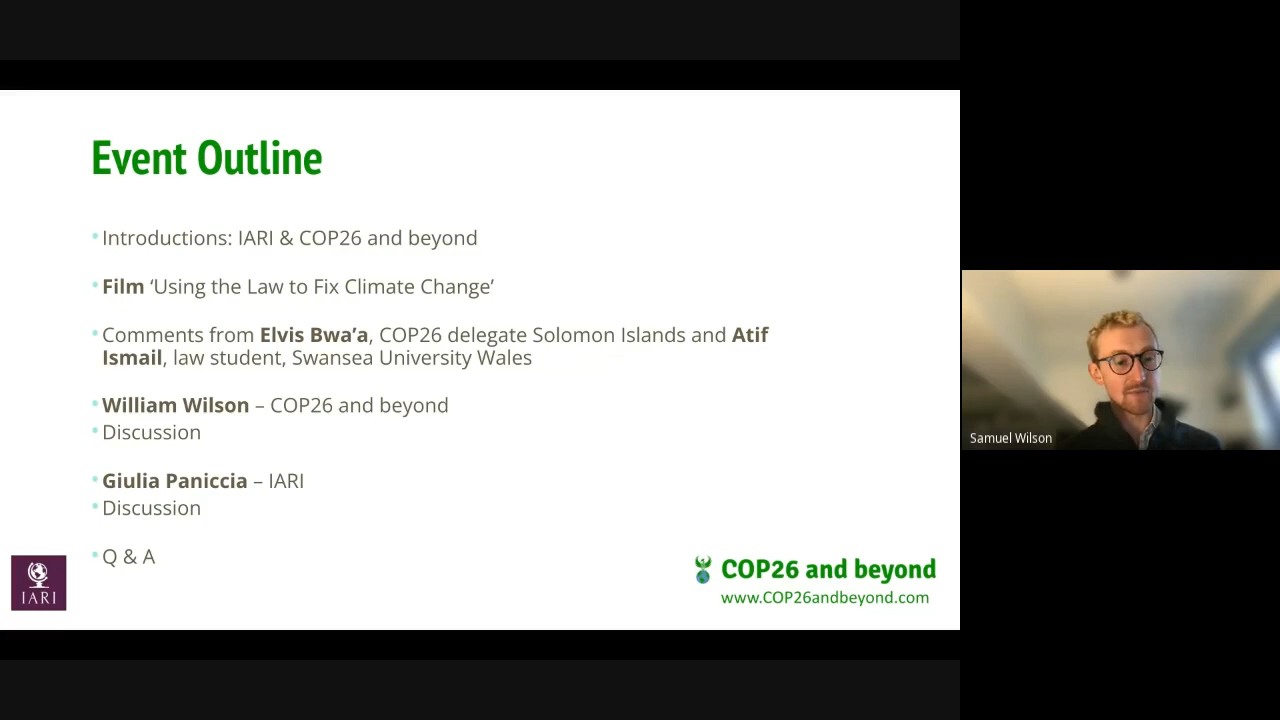 Event Outline
• Introductions: IARI & COP26 and beyond
• Film ‘Using the Law to Fix Climate Change’
• Comments from Elvis Bwa’a, COP26 delegate Solomon Islands and Atif
Ismail, law student, Swansea University Wales
• William Wilson – COP26 and beyond
• Discussion
• Giulia Paniccia – IARI
• Discussion
• Q & A
IARI
COP26 and beyond
www.COP26andbeyond.com
Samuel Wilson